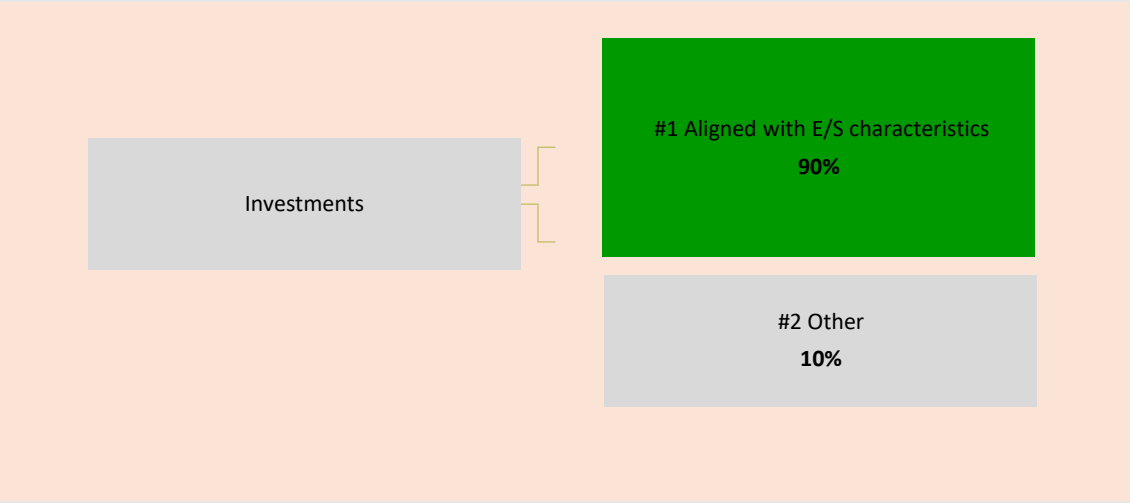 Investments
#1 Aligned with E/S characteristics
90%
#2 Other
10%